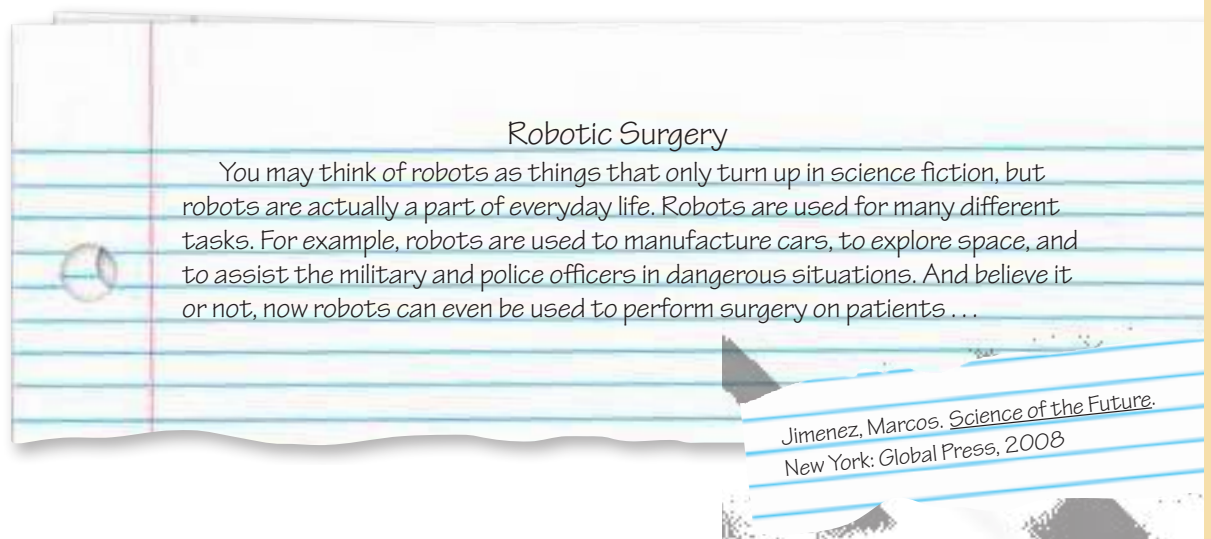 Robotic Surgery
You may think of robots as things that only turn up in science fiction, but
robots are actually a part of everyday life. Robots are used for many different
tasks. For example, robots are used to manufacture cars, to explore space, and
to assist the military and police officers in dangerous situations. And believe it
or not, now robots can even be used to perform surgery on patients . . .
Jimenez, Marcos. Science of the Future.
New York: Global Press, 2008